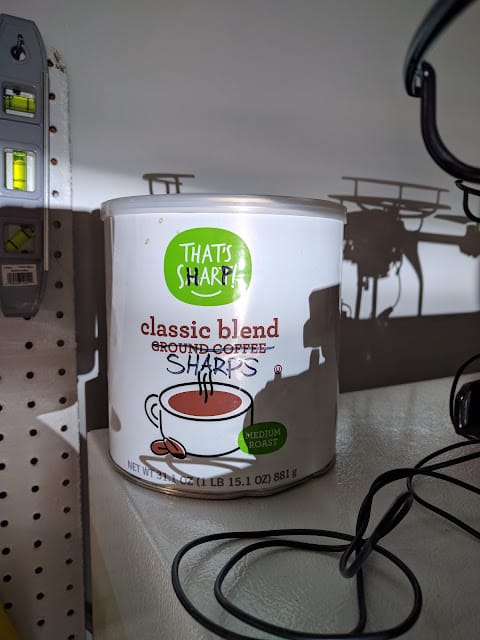 THAT'S
SHARP!
classic blend
GROUND COFFEE
SHARPS
MEDIUM
ROAST
NET WT 31.1 OZ (1 LB 15.1 OZ) 881 g